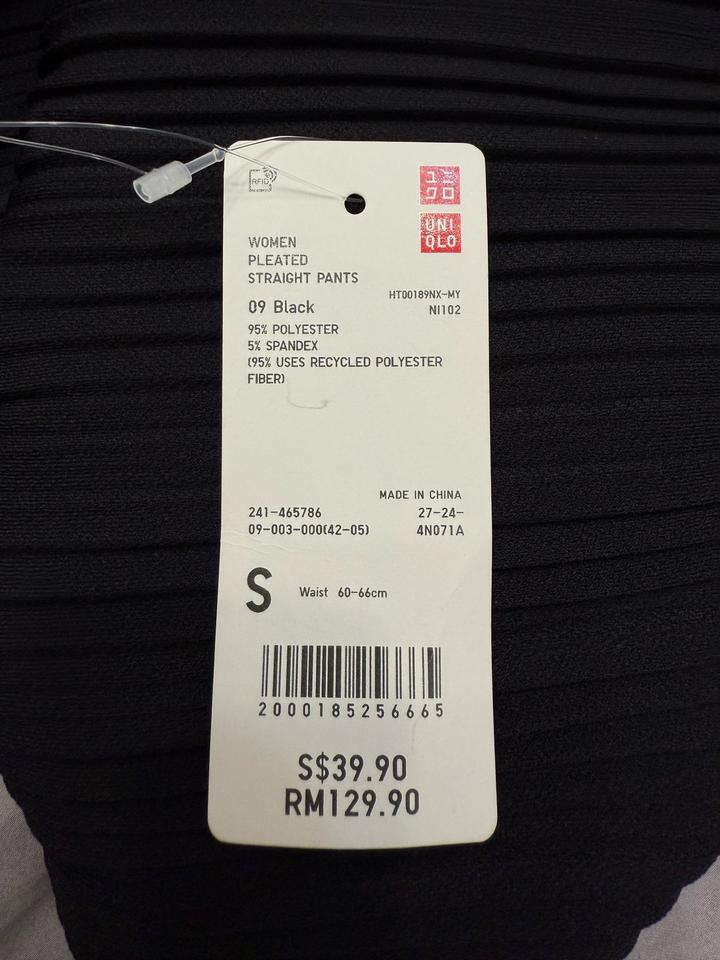 RFID
ユニ
クロ
UNI
QLO
WOMEN
PLEATED
STRAIGHT PANTS
HT00189NX-MY
09 Black
NI102
95% POLYESTER
5% SPANDEX
(95% USES RECYCLED POLYESTER
FIBER)
MADE IN CHINA
241-465786 27-24-
09-003-000(42-05) 4N071A
S Waist 60-66cm
2000185256665
S$39.90
RM129.90